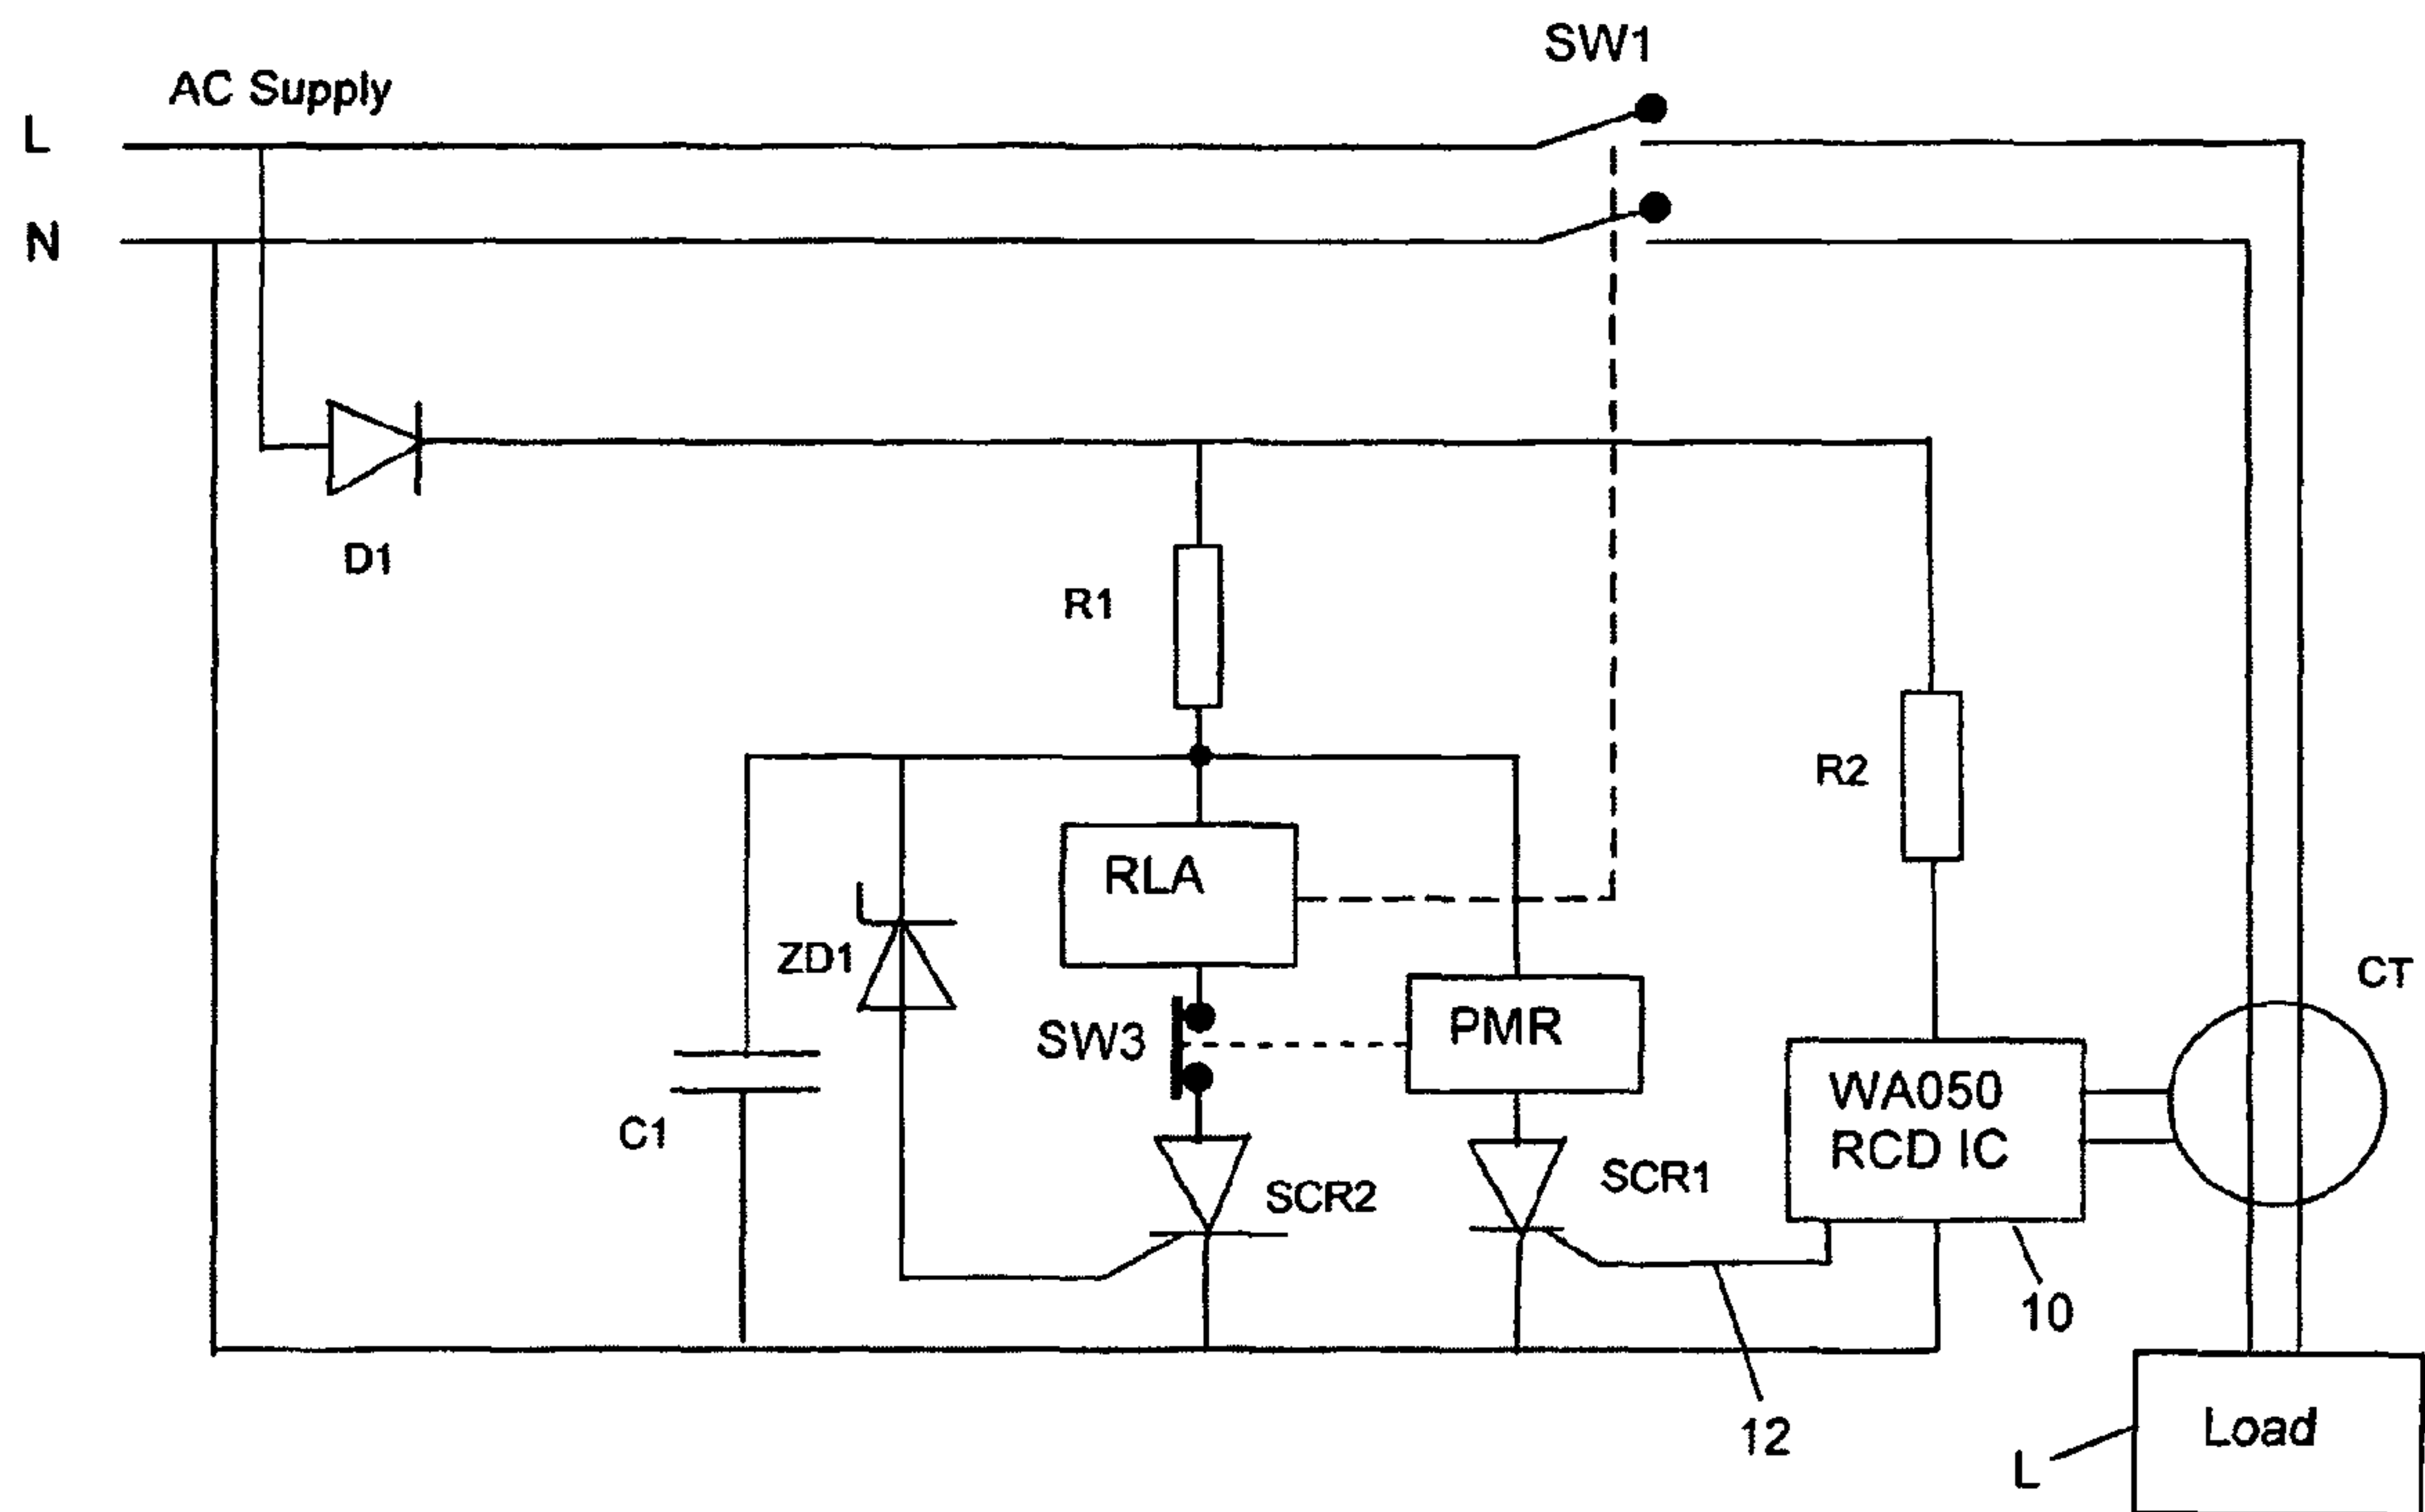 SW1
AC Supply
L
N
D1
R1
R2
RLA
ZD1
SW3
PMR
CT
C1
WA050
RCD IC
SCR2
SCR1
10
12
Load
L